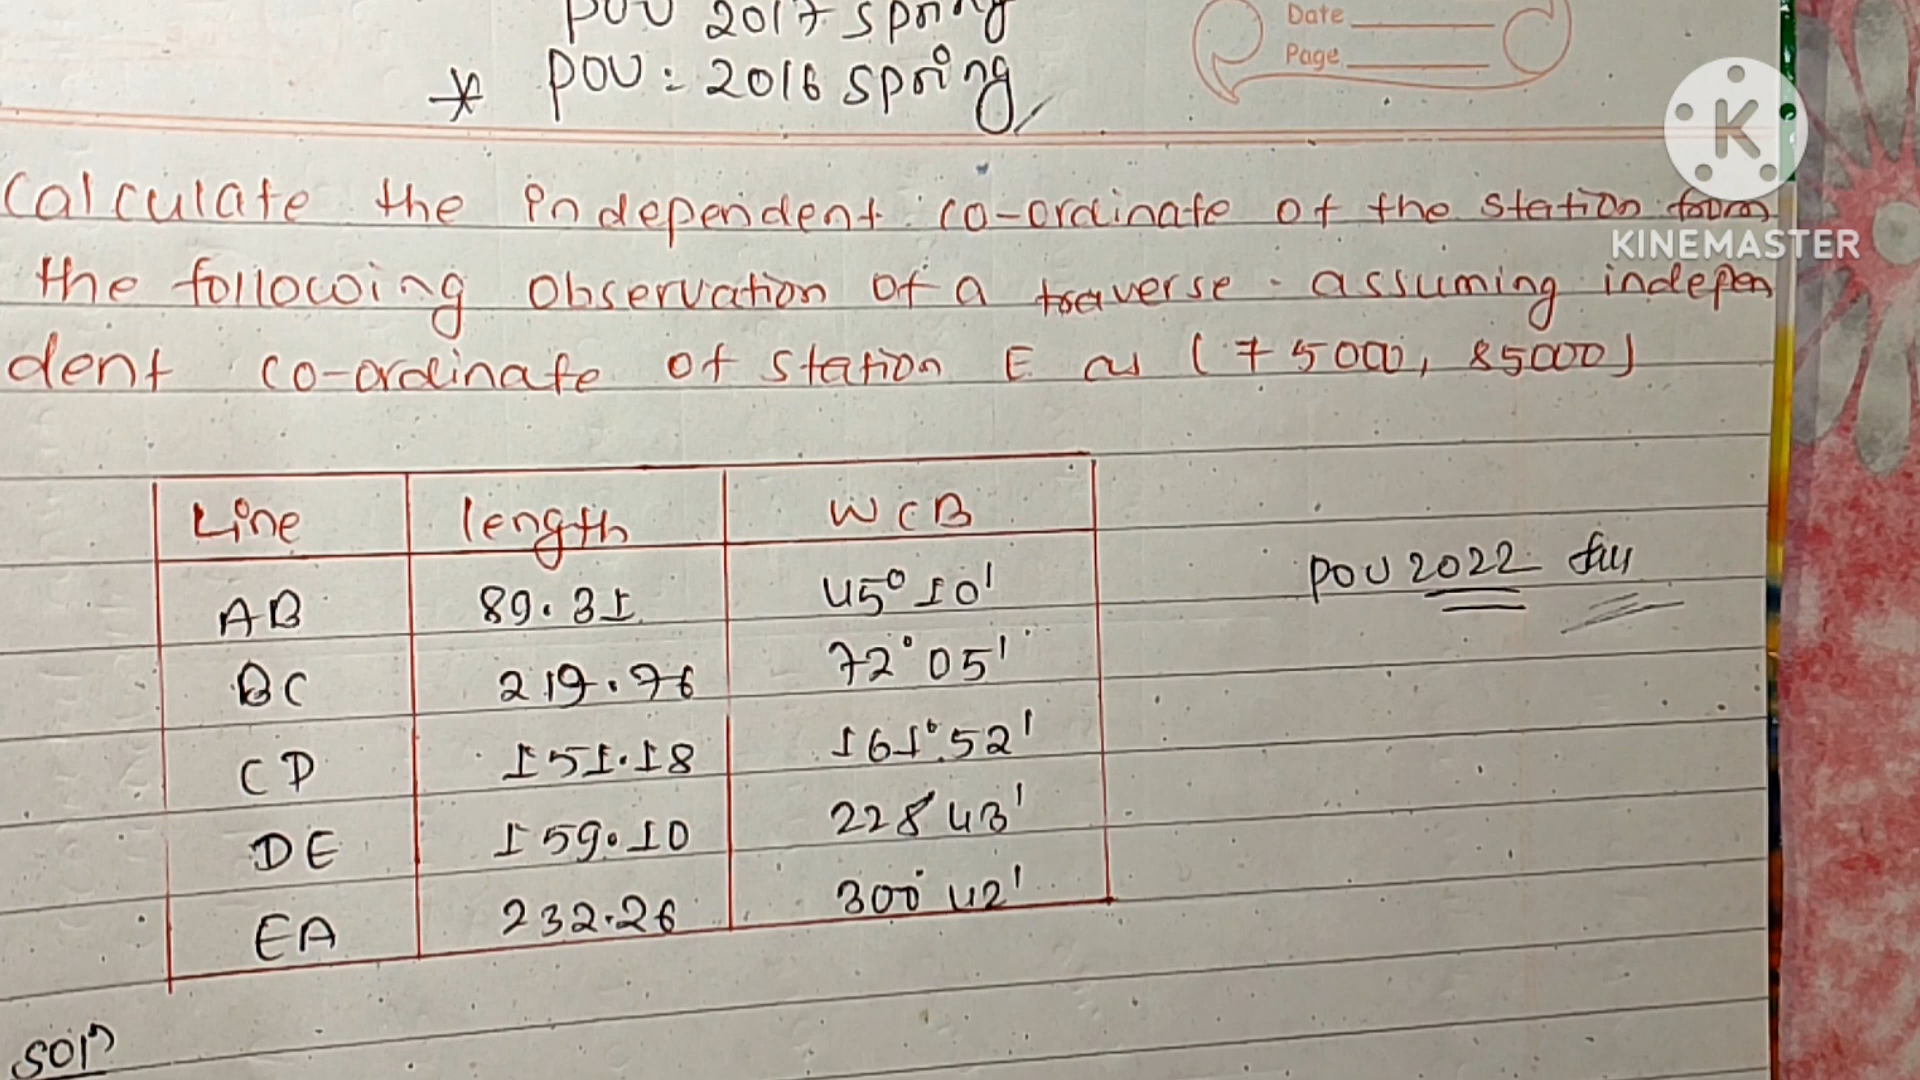 POU 2017 spring
Date
* POU = 2016 spring
Page
K
KINEMASTER
Calculate the independent co-ordinate of the station from
the following observation of a traverse. assuming indepen
dent co-ordinate of station E as (75000, 85000)
Line length WCB
AB 89.31 45° 10'
BC 219.76 72° 05'
CD 151.18 161° 52'
DE 159.10 228° 43'
EA 232.26 300° 42'
POU 2022 fall
Solⁿ